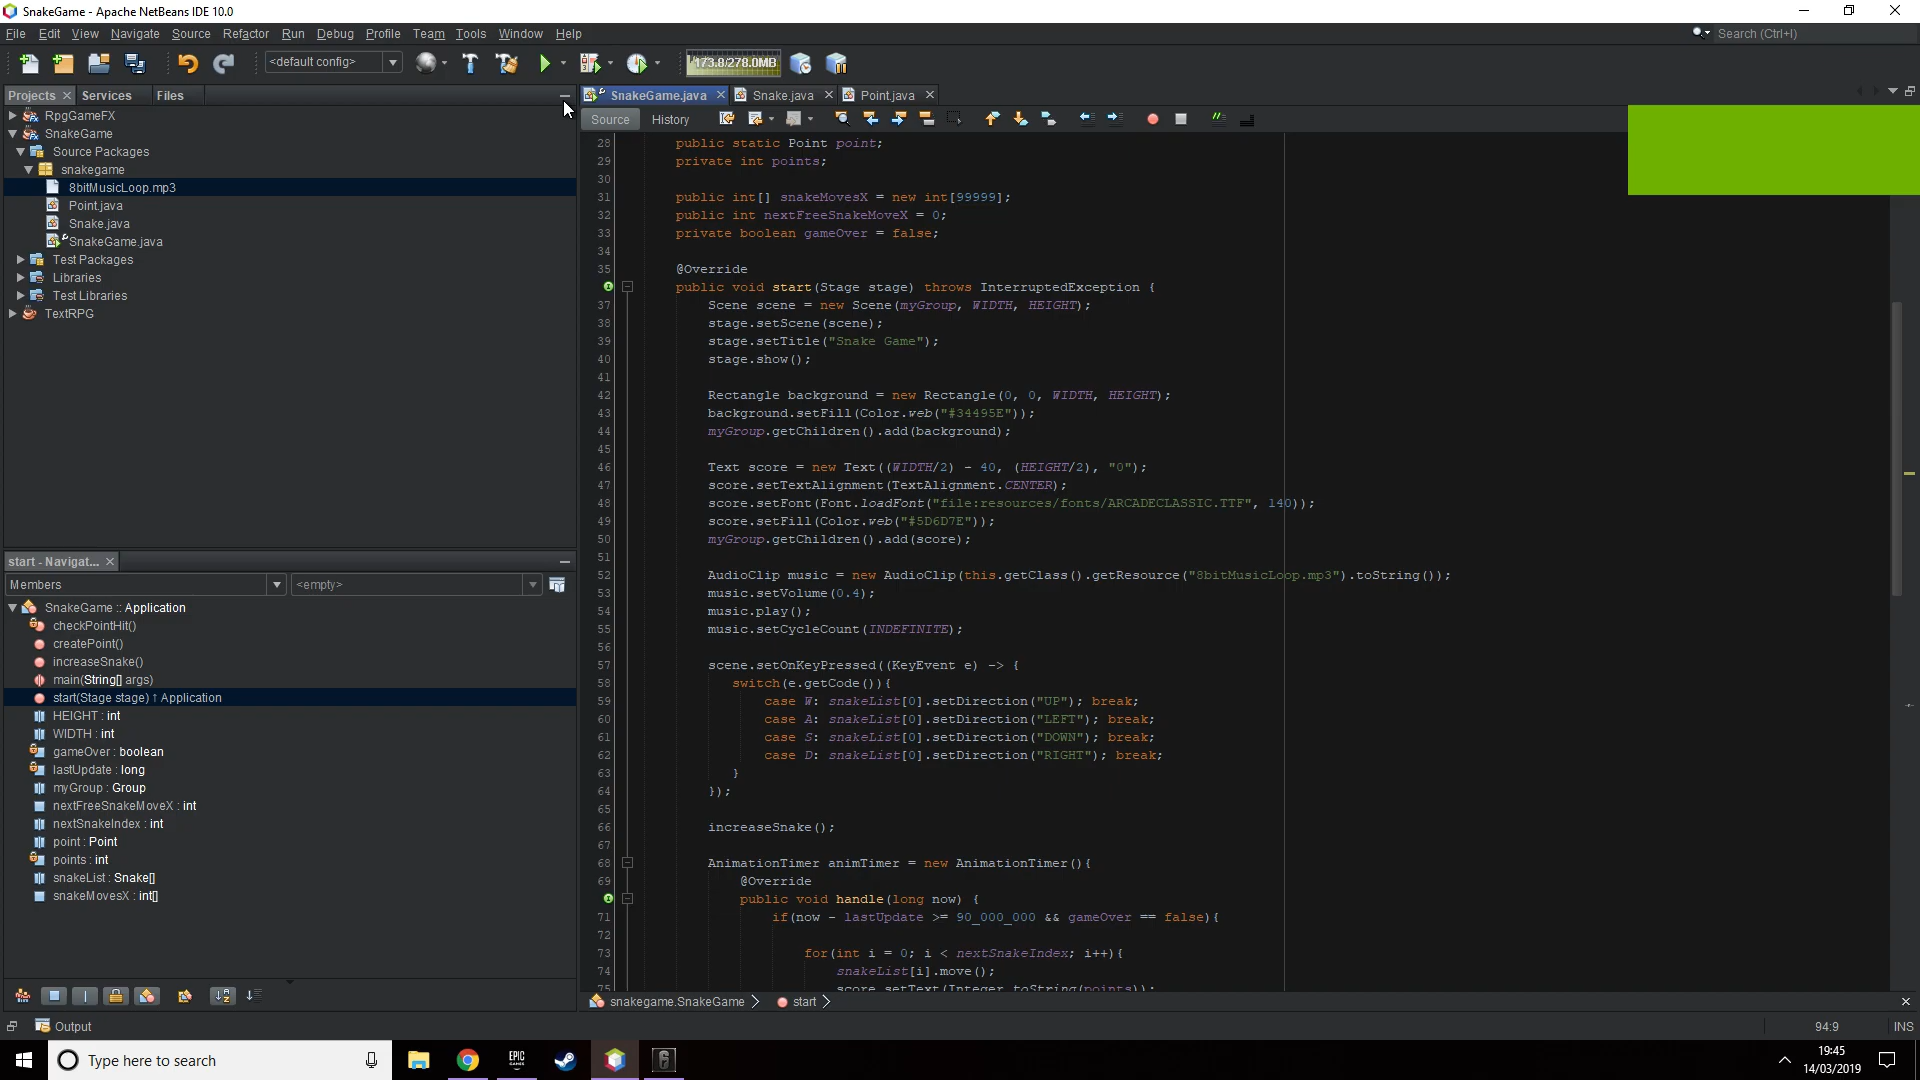 SnakeGame - Apache NetBeans IDE 10.0
File Edit View Navigate Source Refactor Run Debug Profile Team Tools Window Help
Search (Ctrl+I)
<default config>
173.8/278.0MB
Projects Services Files
RpgGameFX
SnakeGame
Source Packages
snakegame
8bitMusicLoop.mp3
Point.java
Snake.java
SnakeGame.java
Test Packages
Libraries
Test Libraries
TextRPG
start - Navigat...
Members <empty>
SnakeGame :: Application
checkPointHit()
createPoint()
increaseSnake()
main(String[] args)
start(Stage stage) ↑ Application
HEIGHT : int
WIDTH : int
gameOver : boolean
lastUpdate : long
myGroup : Group
nextFreeSnakeMoveX : int
nextSnakeIndex : int
point : Point
points : int
snakeList : Snake[]
snakeMovesX : int[]
SnakeGame.java Snake.java Point.java
Source History
28 public static Point point;
29 private int points;
30
31 public int[] snakeMovesX = new int[99999];
32 public int nextFreeSnakeMoveX = 0;
33 private boolean gameOver = false;
34
35 @Override
public void start(Stage stage) throws InterruptedException {
37 Scene scene = new Scene(myGroup, WIDTH, HEIGHT);
38 stage.setScene(scene);
39 stage.setTitle("Snake Game");
40 stage.show();
41
42 Rectangle background = new Rectangle(0, 0, WIDTH, HEIGHT);
43 background.setFill(Color.web("#34495E"));
44 myGroup.getChildren().add(background);
45
46 Text score = new Text((WIDTH/2) - 40, (HEIGHT/2), "0");
47 score.setTextAlignment(TextAlignment.CENTER);
48 score.setFont(Font.loadFont("file:resources/fonts/ARCADECLASSIC.TTF", 140));
49 score.setFill(Color.web("#5D6D7E"));
50 myGroup.getChildren().add(score);
51
52 AudioClip music = new AudioClip(this.getClass().getResource("8bitMusicLoop.mp3").toString());
53 music.setVolume(0.4);
54 music.play();
55 music.setCycleCount(INDEFINITE);
56
57 scene.setOnKeyPressed((KeyEvent e) -> {
58 switch(e.getCode()){
59 case W: snakeList[0].setDirection("UP"); break;
60 case A: snakeList[0].setDirection("LEFT"); break;
61 case S: snakeList[0].setDirection("DOWN"); break;
62 case D: snakeList[0].setDirection("RIGHT"); break;
63 }
64 });
65
66 increaseSnake();
67
68 AnimationTimer animTimer = new AnimationTimer(){
69 @Override
public void handle(long now) {
71 if(now - lastUpdate >= 90_000_000 && gameOver == false){
72
73 for(int i = 0; i < nextSnakeIndex; i++){
74 snakeList[i].move();
75 score.setText(Integer.toString(points));
snakegame.SnakeGame start
Output
94:9 INS
Type here to search
EPIC GAMES
19:45
14/03/2019